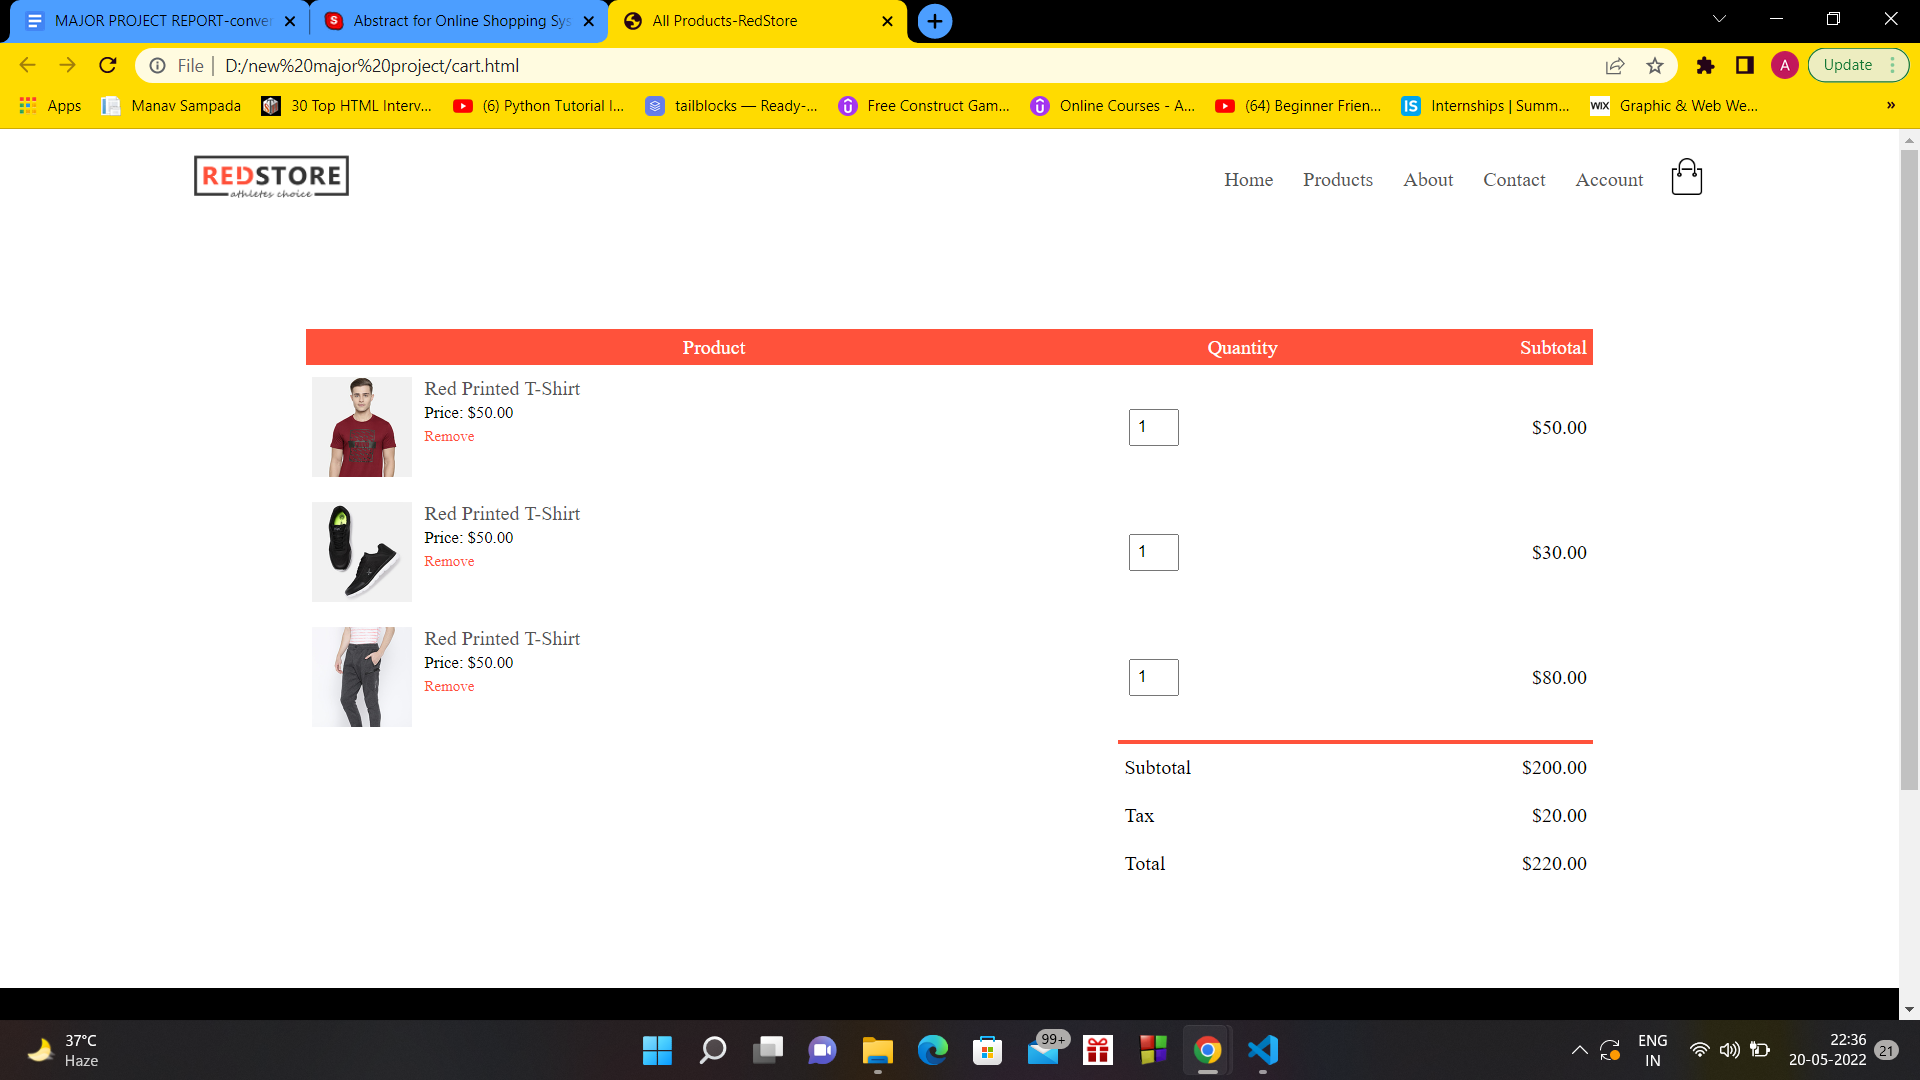 MAJOR PROJECT REPORT-conver
Abstract for Online Shopping Sys
All Products-RedStore
File
D:/new%20major%20project/cart.html
A
Update
Apps
Manav Sampada
30 Top HTML Interv...
(6) Python Tutorial I...
tailblocks — Ready-...
Free Construct Gam...
Online Courses - A...
(64) Beginner Frien...
IS
Internships | Summ...
WIX
Graphic & Web We...
»
REDSTORE
athletes choice
Home
Products
About
Contact
Account
Product
Quantity
Subtotal
Red Printed T-Shirt
Price: $50.00
Remove
1
$50.00
Red Printed T-Shirt
Price: $50.00
Remove
1
$30.00
Red Printed T-Shirt
Price: $50.00
Remove
1
$80.00
Subtotal
$200.00
Tax
$20.00
Total
$220.00
37°C
Haze
99+
ENG
IN
22:36
20-05-2022
21